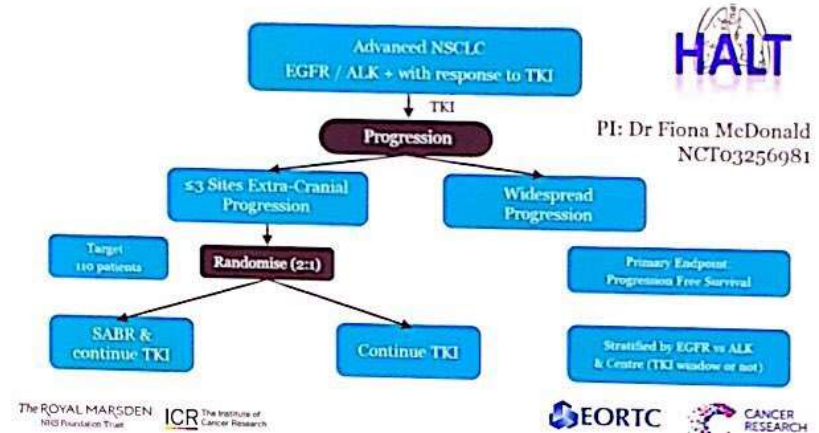 Advanced NSCLC
EGFR / ALK + with response to TKI
HALT
TKI
Progression
PI: Dr Fiona McDonald
NCT03256981
≤3 Sites Extra-Cranial
Progression
Widespread
Progression
Target
110 patients
Randomise (2:1)
Primary Endpoint:
Progression Free Survival
SABR &
continue TKI
Continue TKI
Stratified by EGFR vs ALK
& Centre (TKI window or not)
The ROYAL MARSDEN
NHS Foundation Trust
ICR The Institute of
Cancer Research
EORTC
CANCER
RESEARCH